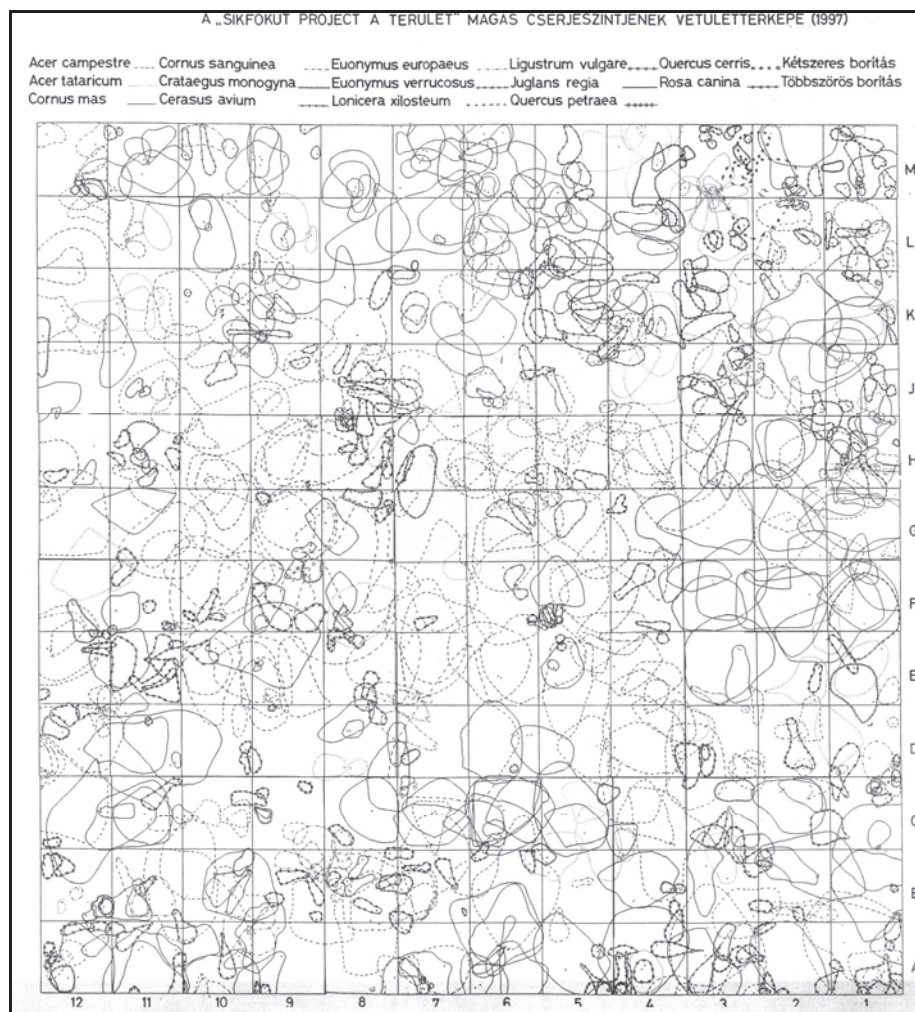 A „SIKFŐKÚT PROJECT A TERÜLET” MAGAS CSERJESZINTJÉNEK VETÜLETTÉRKÉPE (1997)
Acer campestre Cornus sanguinea Euonymus europaeus Ligustrum vulgare Quercus cerris Kétszeres borítás
Acer tataricum Crataegus monogyna Euonymus verrucosus Juglans regia Rosa canina Többszörös borítás
Cornus mas Cerasus avium Lonicera xilosteum Quercus petraea
M
L
K
J
H
G
F
E
D
C
B
A
12 11 10 9 8 7 6 5 4 3 2 1